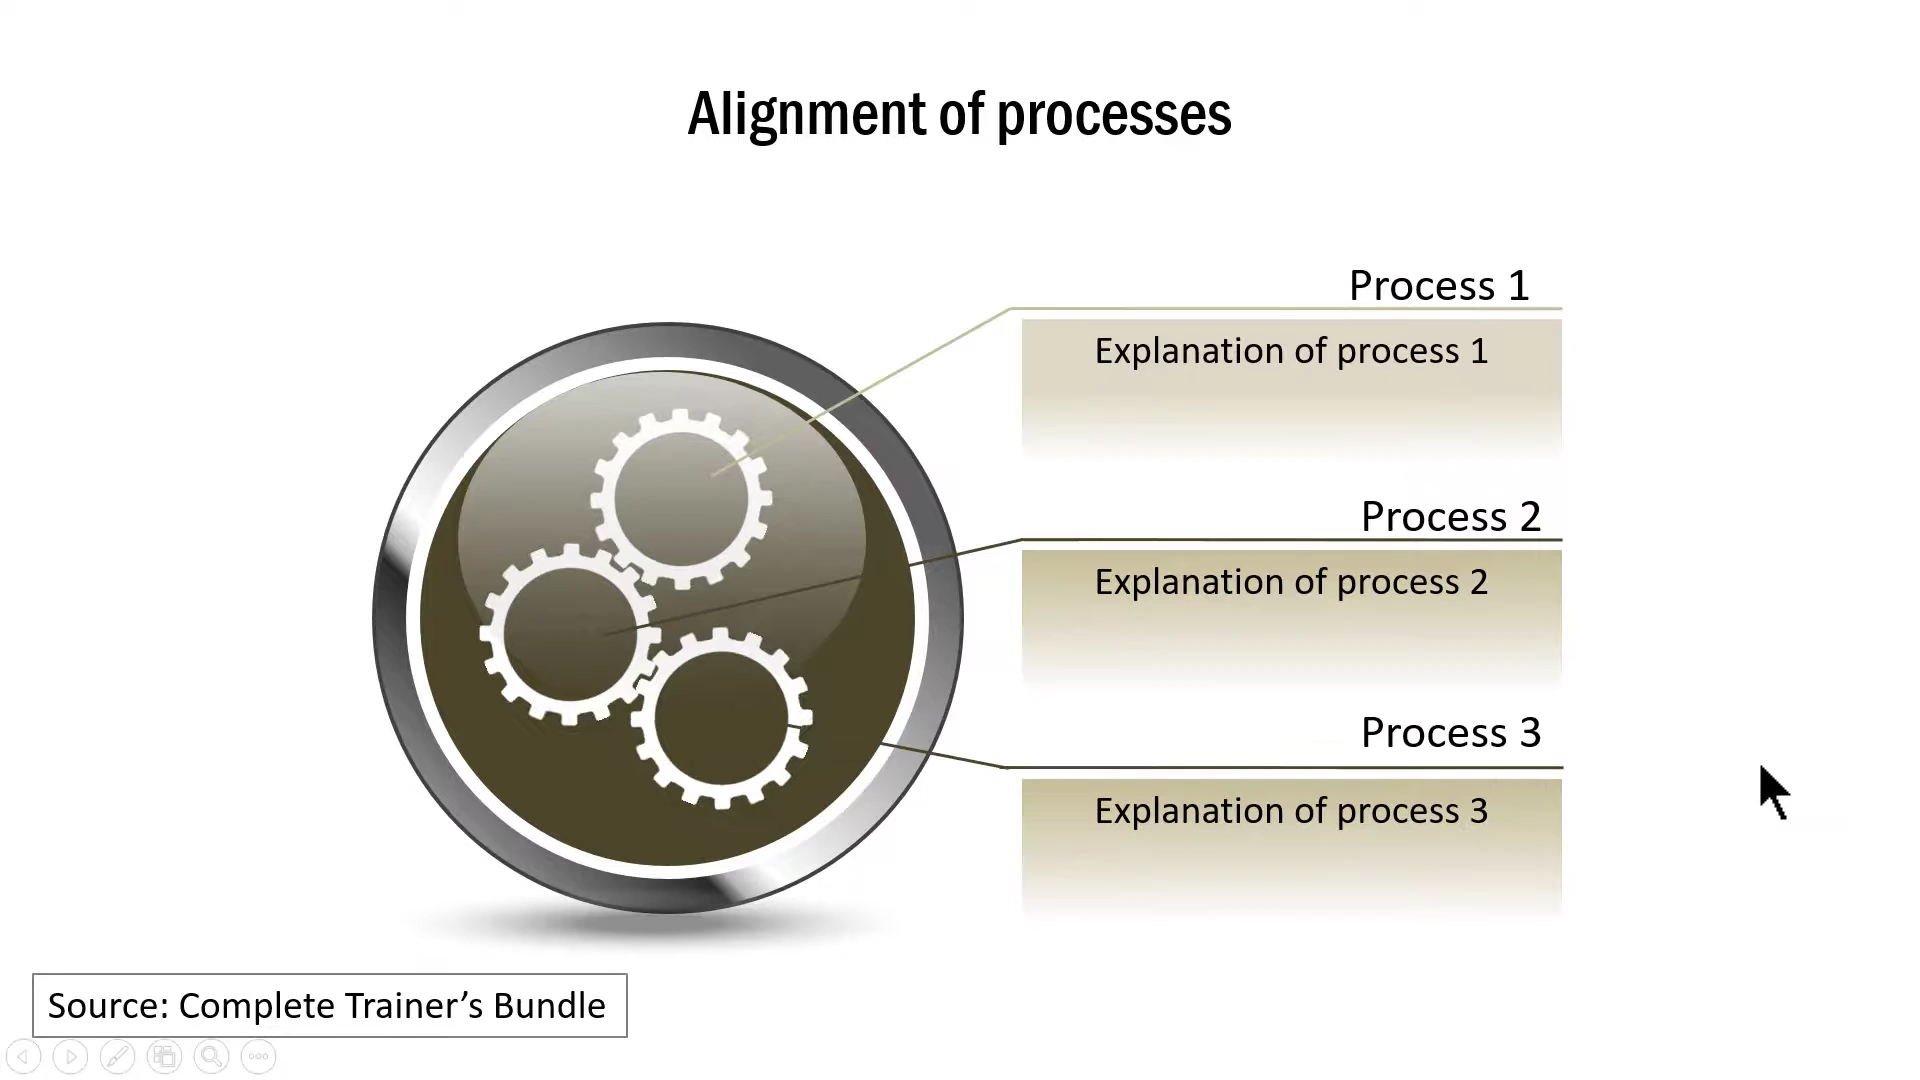 Alignment of processes
Process 1
Explanation of process 1
Process 2
Explanation of process 2
Process 3
Explanation of process 3
Source: Complete Trainer’s Bundle